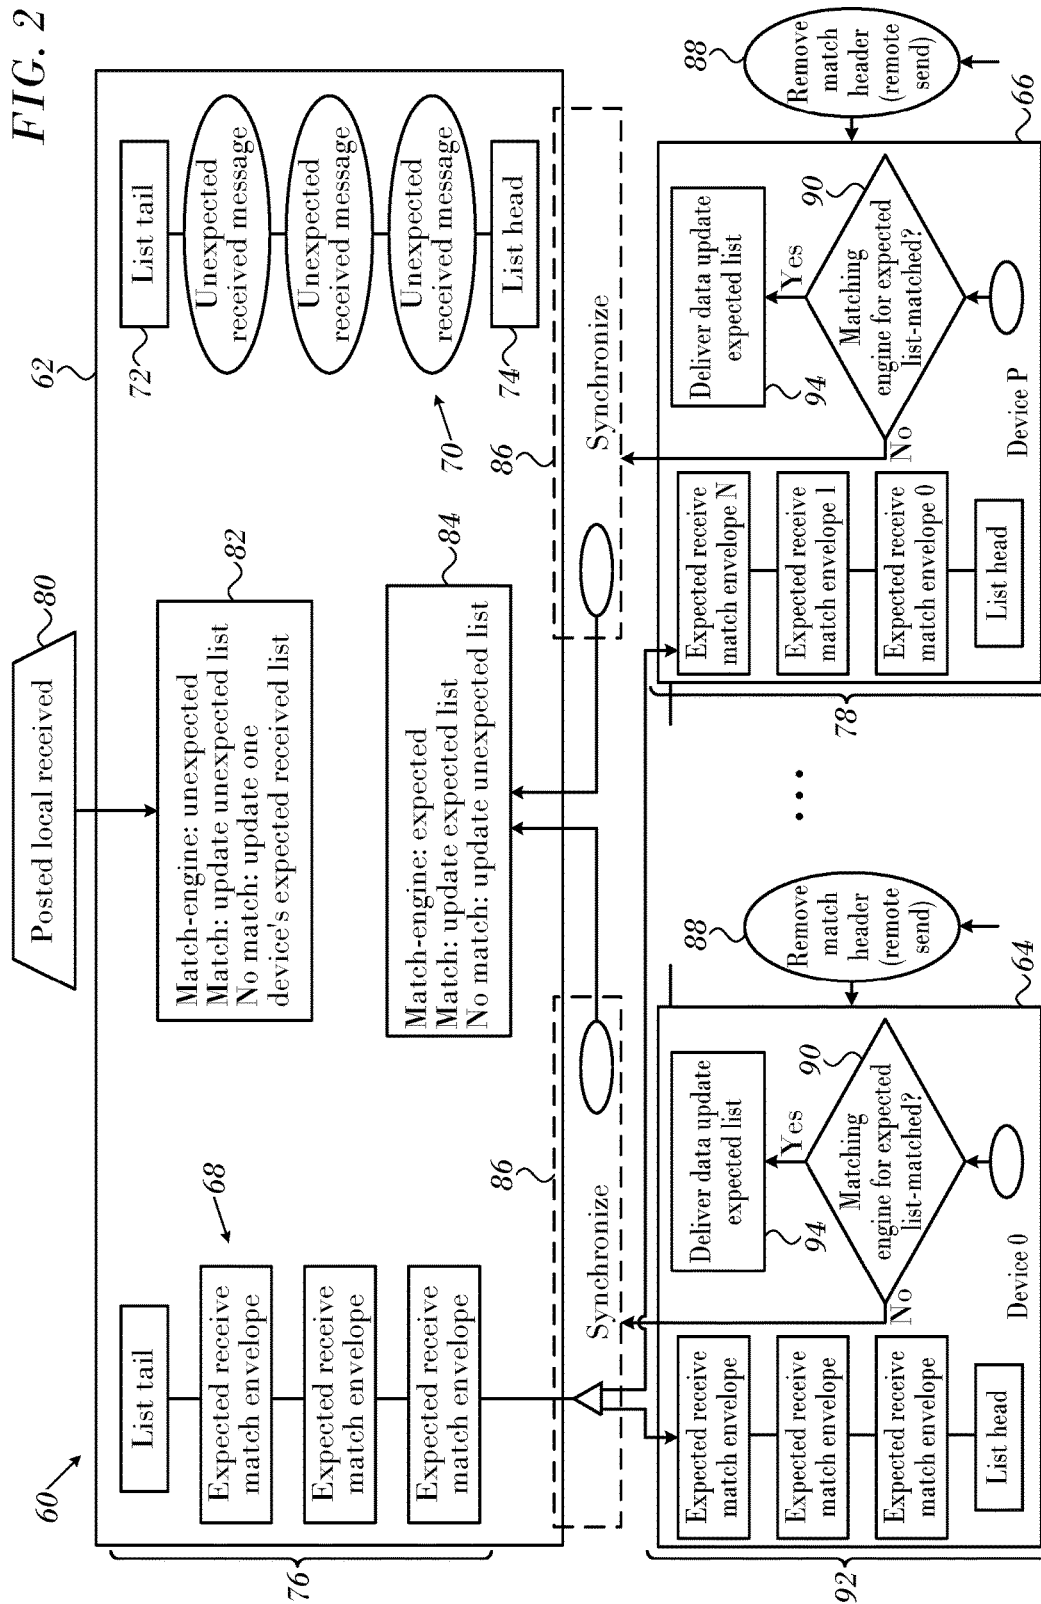 FIG. 2
60
62
Posted local received
80
List tail
Expected receive
match envelope
Expected receive
match envelope
Expected receive
match envelope
68
76
Match-engine: unexpected
Match: update unexpected list
No match: update one
device's expected received list
82
Match-engine: expected
Match: update expected list
No match: update unexpected list
84
72
List tail
Unexpected
received message
Unexpected
received message
Unexpected
received message
70
74
List head
86
Synchronize
86
Synchronize
92
Expected receive
match envelope
Expected receive
match envelope
Expected receive
match envelope
List head
Deliver data update
expected list
94
Yes
90
Matching
engine for expected
list-matched?
No
Device 0
64
88
Remove
match
header
(remote
send)
• • •
78
Expected receive
match envelope N
Expected receive
match envelope 1
Expected receive
match envelope 0
List head
Deliver data update
expected list
94
Yes
90
Matching
engine for expected
list-matched?
No
Device P
66
88
Remove
match
header
(remote
send)